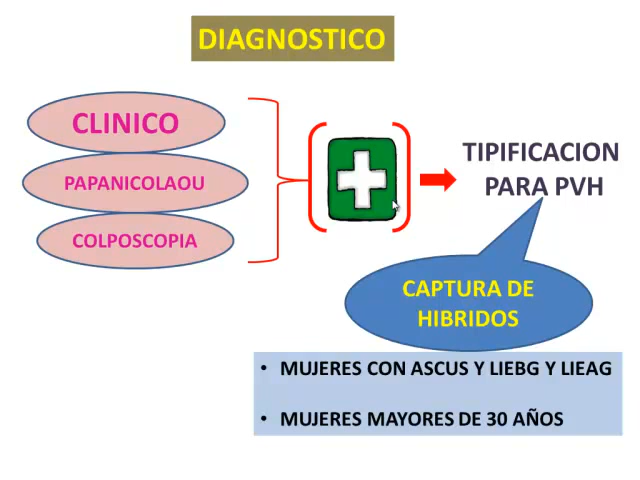 DIAGNOSTICO
CLINICO
PAPANICOLAOU
COLPOSCOPIA
TIPIFICACION
PARA PVH
CAPTURA DE
HIBRIDOS
• MUJERES CON ASCUS Y LIEBG Y LIEAG
• MUJERES MAYORES DE 30 AÑOS